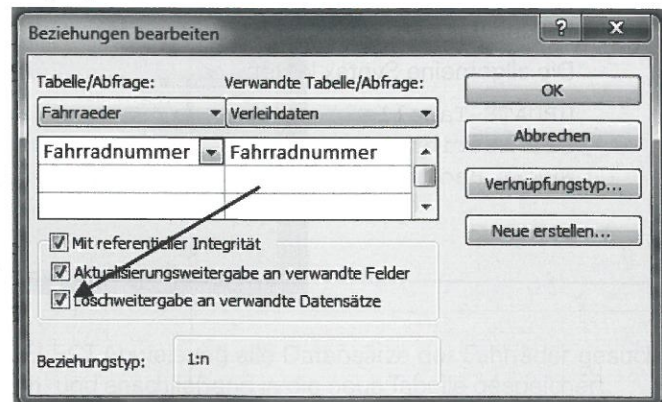 Beziehungen bearbeiten
Tabelle/Abfrage: Verwandte Tabelle/Abfrage:
Fahrraeder Verleihdaten
Fahrradnummer Fahrradnummer
Mit referentieller Integrität
Aktualisierungsweitergabe an verwandte Felder
Löschweitergabe an verwandte Datensätze
Beziehungstyp: 1:n
OK
Abbrechen
Verknüpfungstyp...
Neue erstellen...